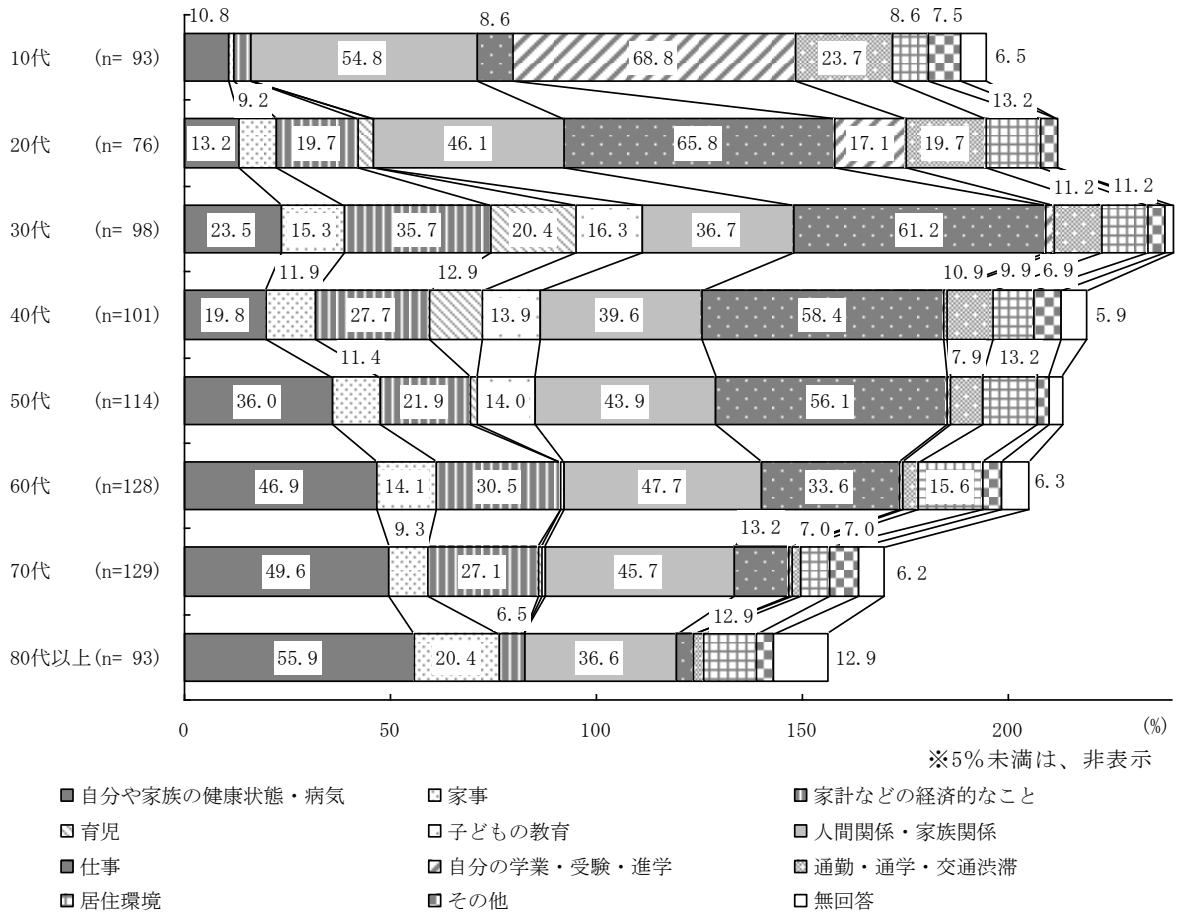 10.8 8.6 8.6 7.5
10代 (n= 93) 54.8 68.8 23.7 6.5
9.2 13.2
20代 (n= 76) 13.2 19.7 46.1 65.8 17.1 19.7
11.2 11.2
30代 (n= 98) 23.5 15.3 35.7 20.4 16.3 36.7 61.2
11.9 12.9 10.9 9.9 6.9
40代 (n=101) 19.8 27.7 13.9 39.6 58.4 5.9
11.4 7.9 13.2
50代 (n=114) 36.0 21.9 14.0 43.9 56.1
60代 (n=128) 46.9 14.1 30.5 47.7 33.6 15.6 6.3
9.3 13.2 7.0 7.0
70代 (n=129) 49.6 27.1 45.7 6.2
6.5 12.9
80代以上(n= 93) 55.9 20.4 36.6 12.9
0 50 100 150 200 (%)
※5％未満は、非表示
自分や家族の健康状態・病気 家事 家計などの経済的なこと
育児 子どもの教育 人間関係・家族関係
仕事 自分の学業・受験・進学 通勤・通学・交通渋滞
居住環境 その他 無回答